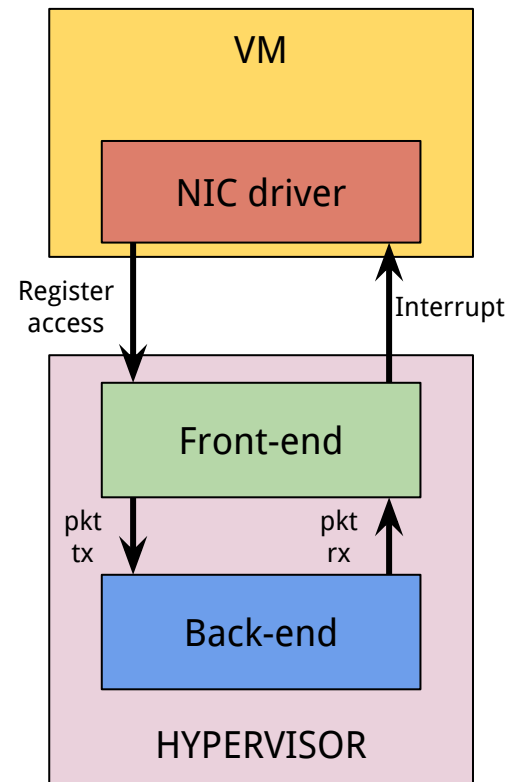 VM
NIC driver
Register
access
Interrupt
Front-end
pkt
tx
pkt
rx
Back-end
HYPERVISOR